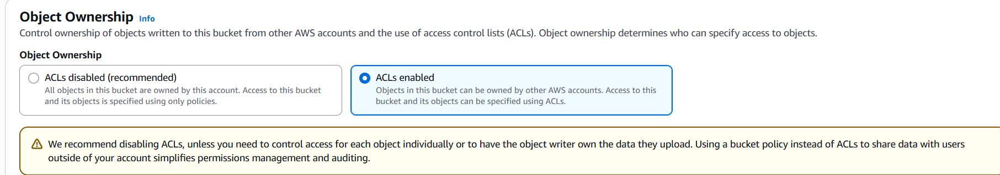 Object Ownership Info
Control ownership of objects written to this bucket from other AWS accounts and the use of access control lists (ACLs). Object ownership determines who can specify access to objects.
Object Ownership
ACLs disabled (recommended)
All objects in this bucket are owned by this account. Access to this bucket
and its objects is specified using only policies.
ACLs enabled
Objects in this bucket can be owned by other AWS accounts. Access to this
bucket and its objects can be specified using ACLs.
We recommend disabling ACLs, unless you need to control access for each object individually or to have the object writer own the data they upload. Using a bucket policy instead of ACLs to share data with users
outside of your account simplifies permissions management and auditing.